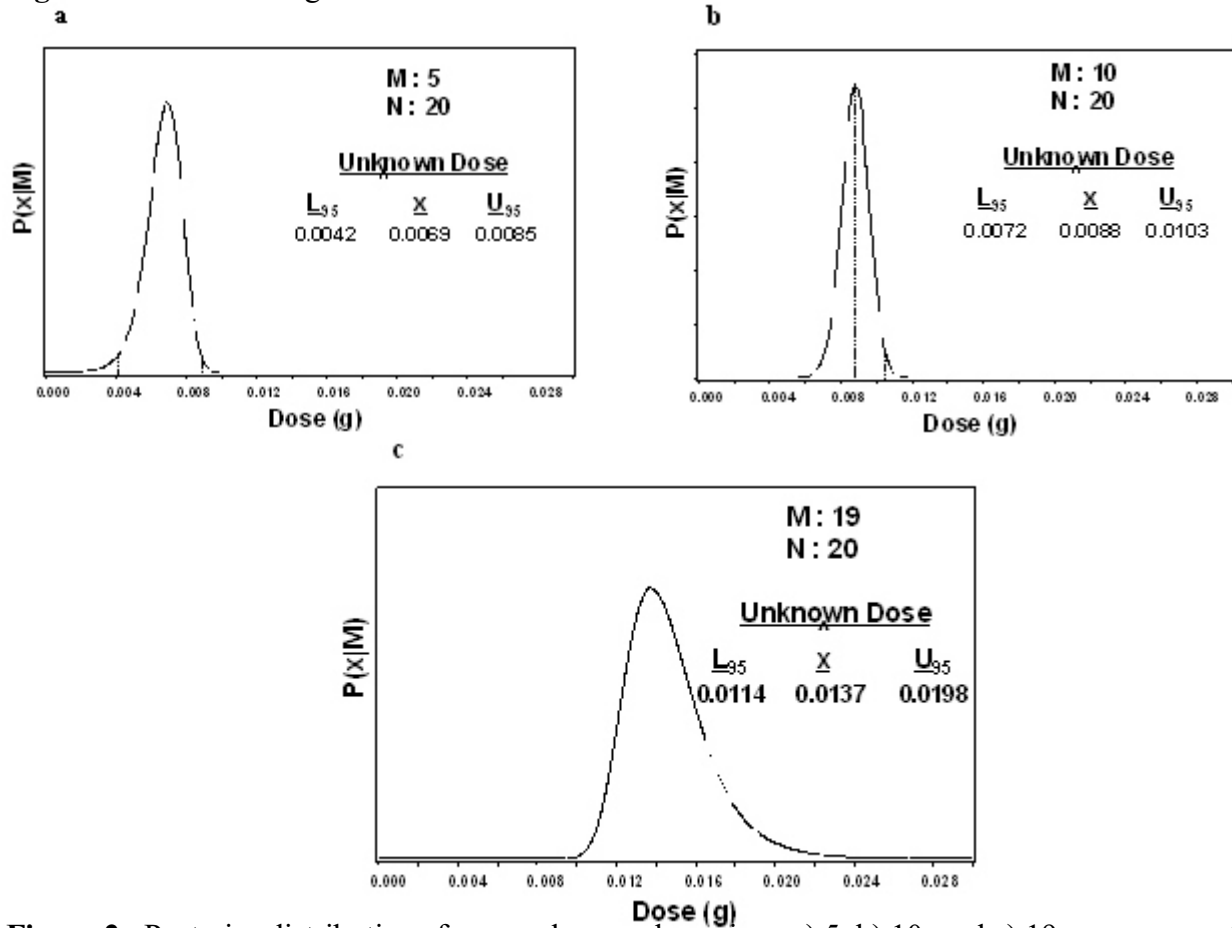 a
M : 5
N : 20
Unknown Dose
L95 x̂ U95
0.0042 0.0069 0.0085
P(x|M)
0.000 0.004 0.008 0.012 0.016 0.020 0.024 0.028
Dose (g)
b
M : 10
N : 20
Unknown Dose
L95 x̂ U95
0.0072 0.0088 0.0103
P(x|M)
0.000 0.004 0.008 0.012 0.016 0.020 0.024 0.028
Dose (g)
c
M : 19
N : 20
Unknown Dose
L95 x̂ U95
0.0114 0.0137 0.0198
P(x|M)
0.000 0.004 0.008 0.012 0.016 0.020 0.024 0.028
Dose (g)